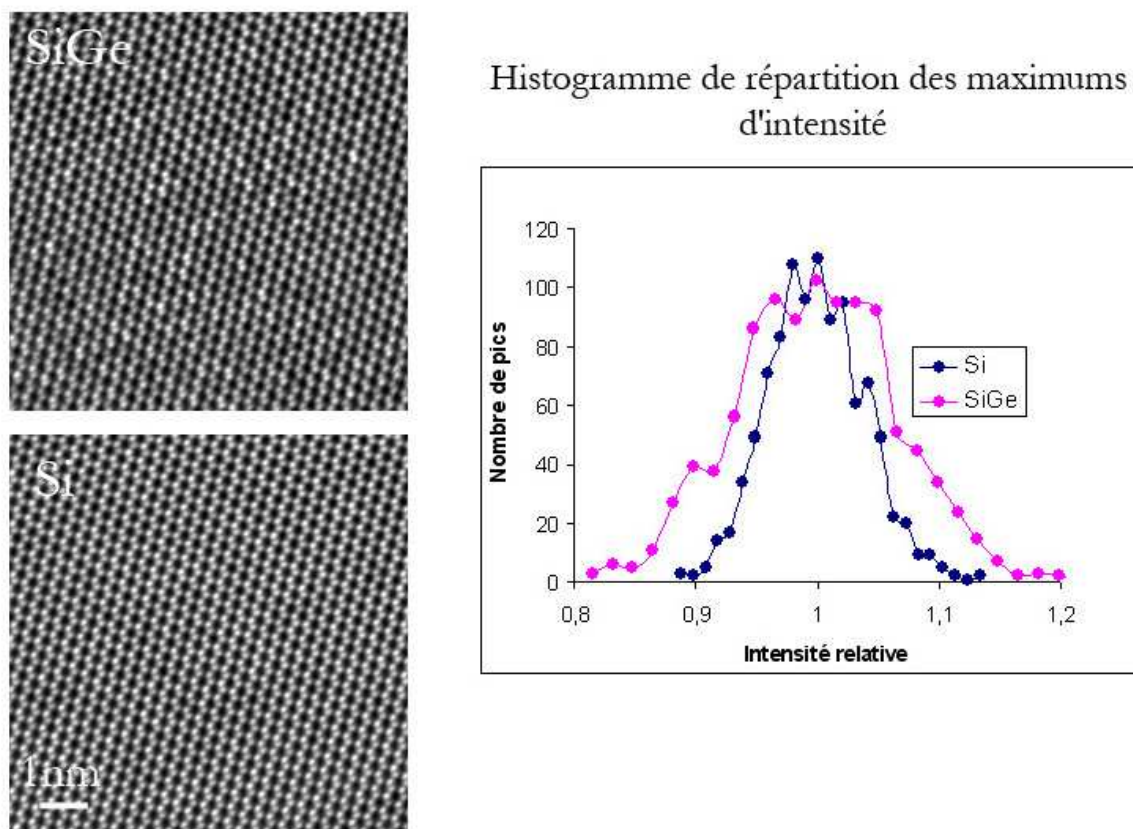 SiGe
Si
1nm
Histogramme de répartition des maximums
d'intensité
120
100
80
60
40
20
0
Nombre de pics
0,8
0,9
1
1,1
1,2
Intensité relative
Si
SiGe